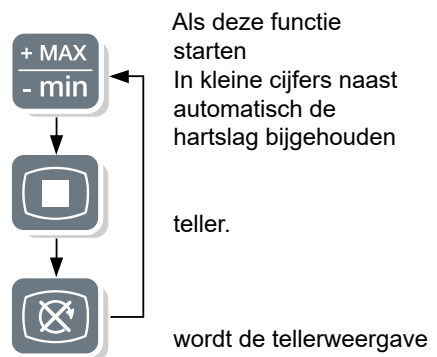 Als deze functie
starten
+ MAX
- min
In kleine cijfers naast
automatisch de
hartslag bijgehouden
teller.
wordt de tellerweergave